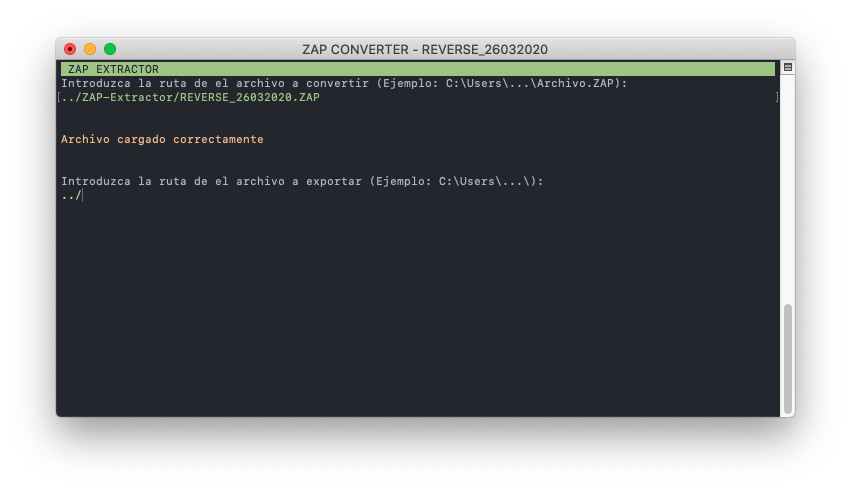 ZAP CONVERTER - REVERSE_26032020
ZAP EXTRACTOR
Introduzca la ruta de el archivo a convertir (Ejemplo: C:\Users\...\Archivo.ZAP):
[../ZAP-Extractor/REVERSE_26032020.ZAP ]
Archivo cargado correctamente
Introduzca la ruta de el archivo a exportar (Ejemplo: C:\Users\...\):
../